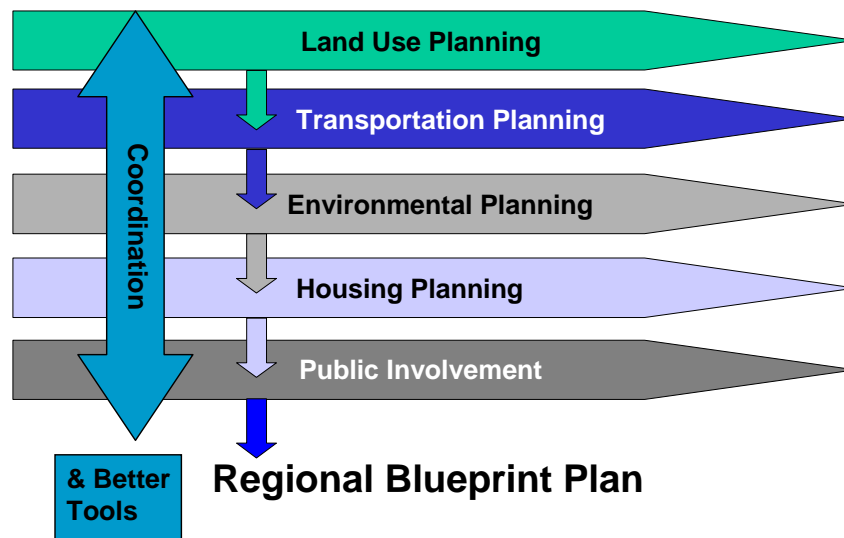 Land Use Planning
Transportation Planning
Coordination
Environmental Planning
Housing Planning
Public Involvement
& Better
Tools
Regional Blueprint Plan